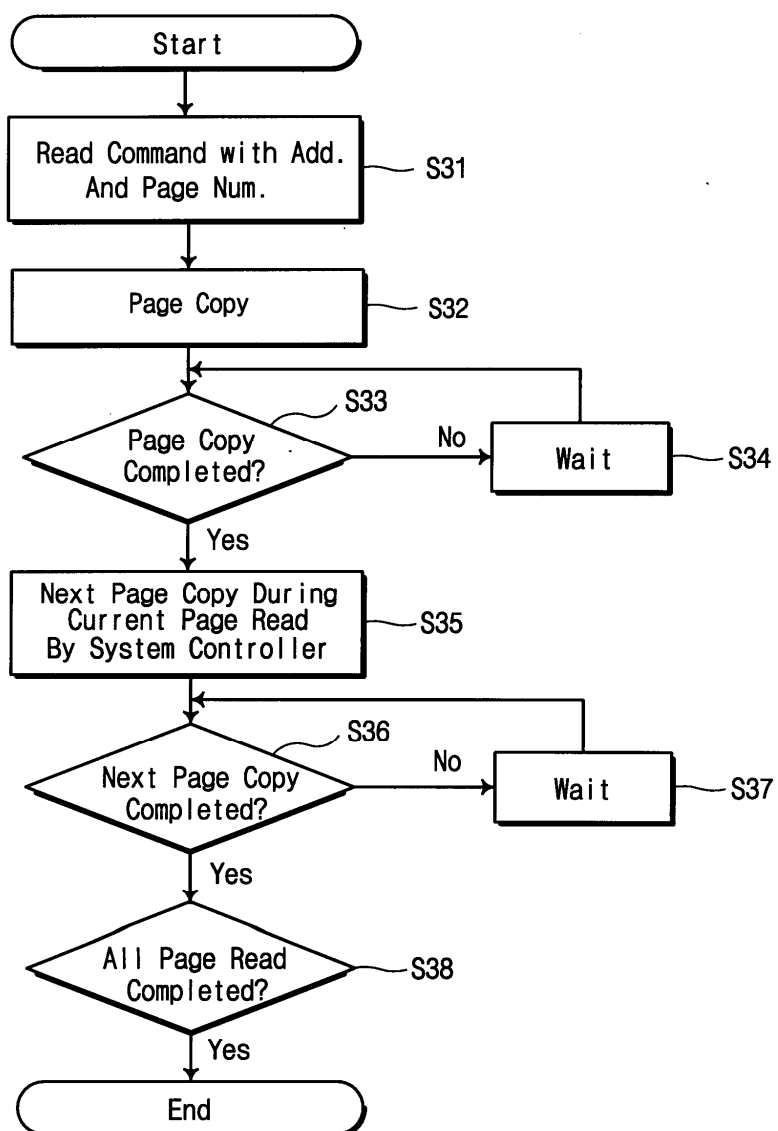 Start
Read Command with Add.
And Page Num.
S31
Page Copy
S32
S33
Page Copy
Completed?
No
Wait
S34
Yes
Next Page Copy During
Current Page Read
By System Controller
S35
S36
Next Page Copy
Completed?
No
Wait
S37
Yes
All Page Read
Completed?
S38
Yes
End